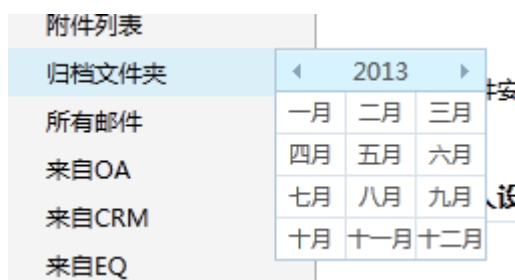 附件列表
归档文件夹
所有邮件
来自OA
来自CRM
来自EQ
2013
一月 二月 三月
四月 五月 六月
七月 八月 九月
十月 十一月 十二月
安
设